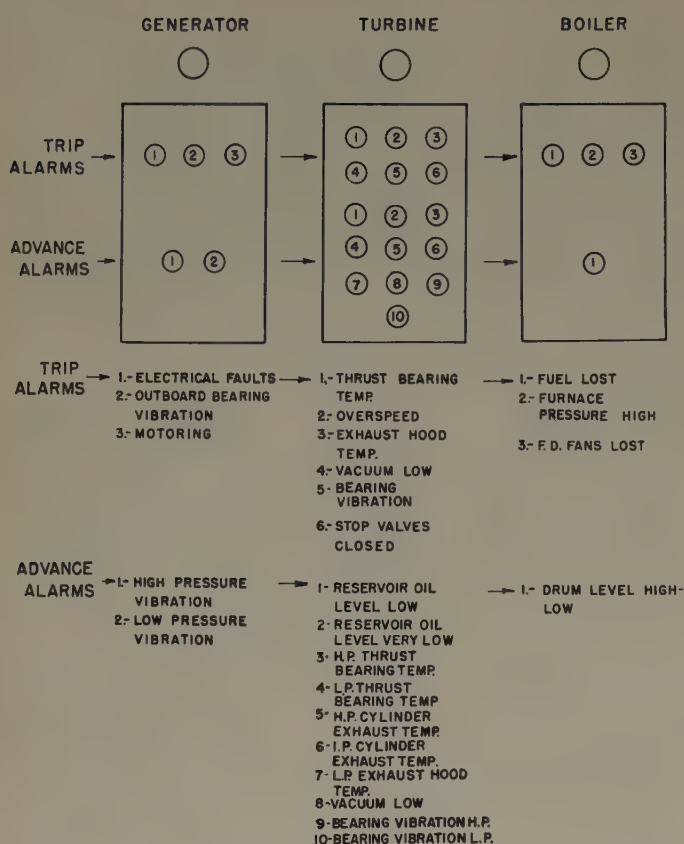 GENERATOR TURBINE BOILER
TRIP ALARMS
1 2 3
1 2 3
4 5 6
1 2 3
ADVANCE ALARMS
1 2
1 2 3
4 5 6
7 8 9
10
1
TRIP ALARMS
1.- ELECTRICAL FAULTS
2.- OUTBOARD BEARING
VIBRATION
3.- MOTORING
1.- THRUST BEARING
TEMP.
2.- OVERSPEED
3.- EXHAUST HOOD
TEMP.
4.- VACUUM LOW
5- BEARING
VIBRATION
6.- STOP VALVES
CLOSED
1.- FUEL LOST
2.- FURNACE
PRESSURE HIGH
3.- F.D. FANS LOST
ADVANCE
ALARMS
1.- HIGH PRESSURE
VIBRATION
2.- LOW PRESSURE
VIBRATION
1- RESERVOIR OIL
LEVEL LOW
2- RESERVOIR OIL
LEVEL VERY LOW
3- H.P. THRUST
BEARING TEMP.
4- L.P. THRUST
BEARING TEMP
5- H.P. CYLINDER
EXHAUST TEMP.
6- I.P. CYLINDER
EXHAUST TEMP.
7- L.P. EXHAUST HOOD
TEMP.
8-VACUUM LOW
9-BEARING VIBRATION H.P.
10-BEARING VIBRATION L.P.
1.- DRUM LEVEL HIGH-
LOW